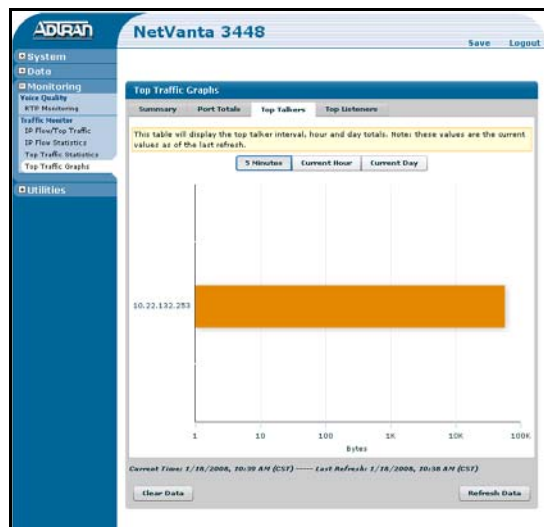 ADTRAN
NetVanta 3448
Save Logout
System
Data
Monitoring
Voice Quality
RTP Monitoring
Traffic Monitor
IP Flow/Top Traffic
IP Flow Statistics
Top Traffic Statistics
Top Traffic Graphs
Utilities
Top Traffic Graphs
Summary Port Totals Top Talkers Top Listeners
This table will display the top talker interval, hour and day totals. Note: these values are the current
values as of the last refresh.
5 Minutes Current Hour Current Day
10.22.132.253
1 10 100 1K 10K 100K
Bytes
Current Time: 1/18/2008, 10:39 AM (CST) ----- Last Refresh: 1/18/2008, 10:38 AM (CST)
Clear Data Refresh Data